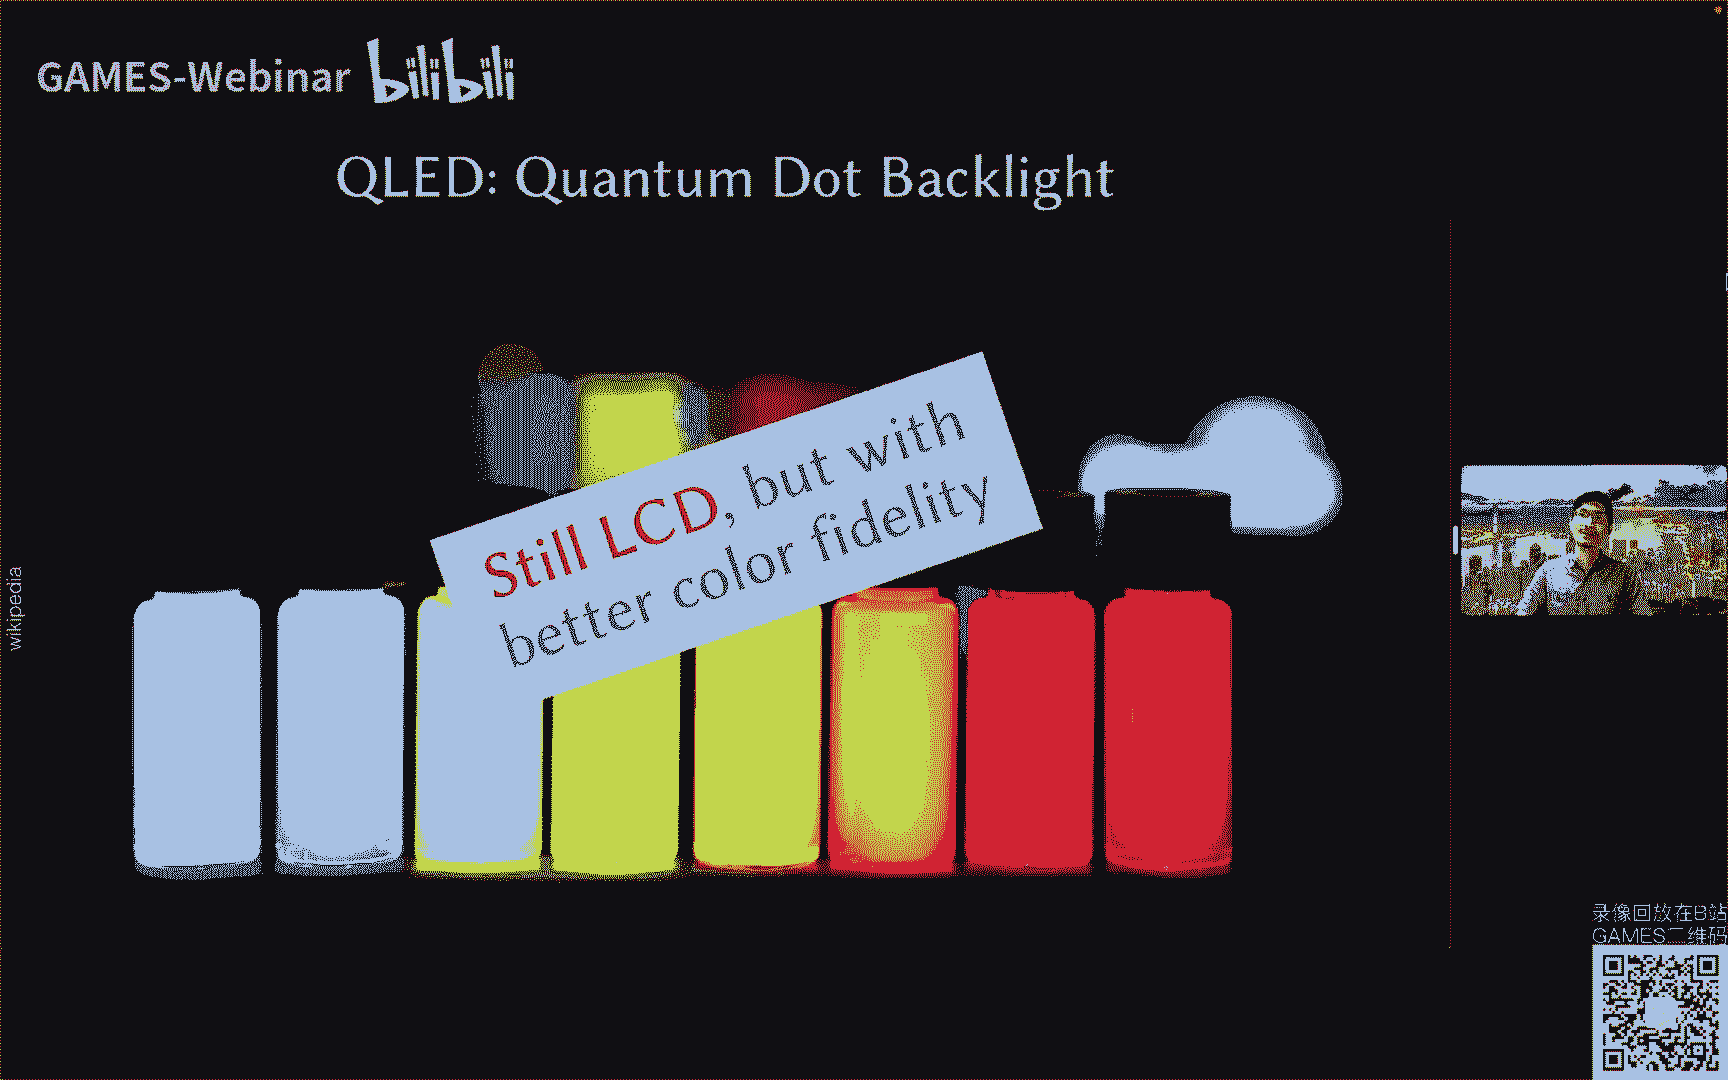 GAMES-Webinar bilibili
QLED: Quantum Dot Backlight
Still LCD, but with
better color fidelity
wikipedia
录像回放在B站
GAMES二维码